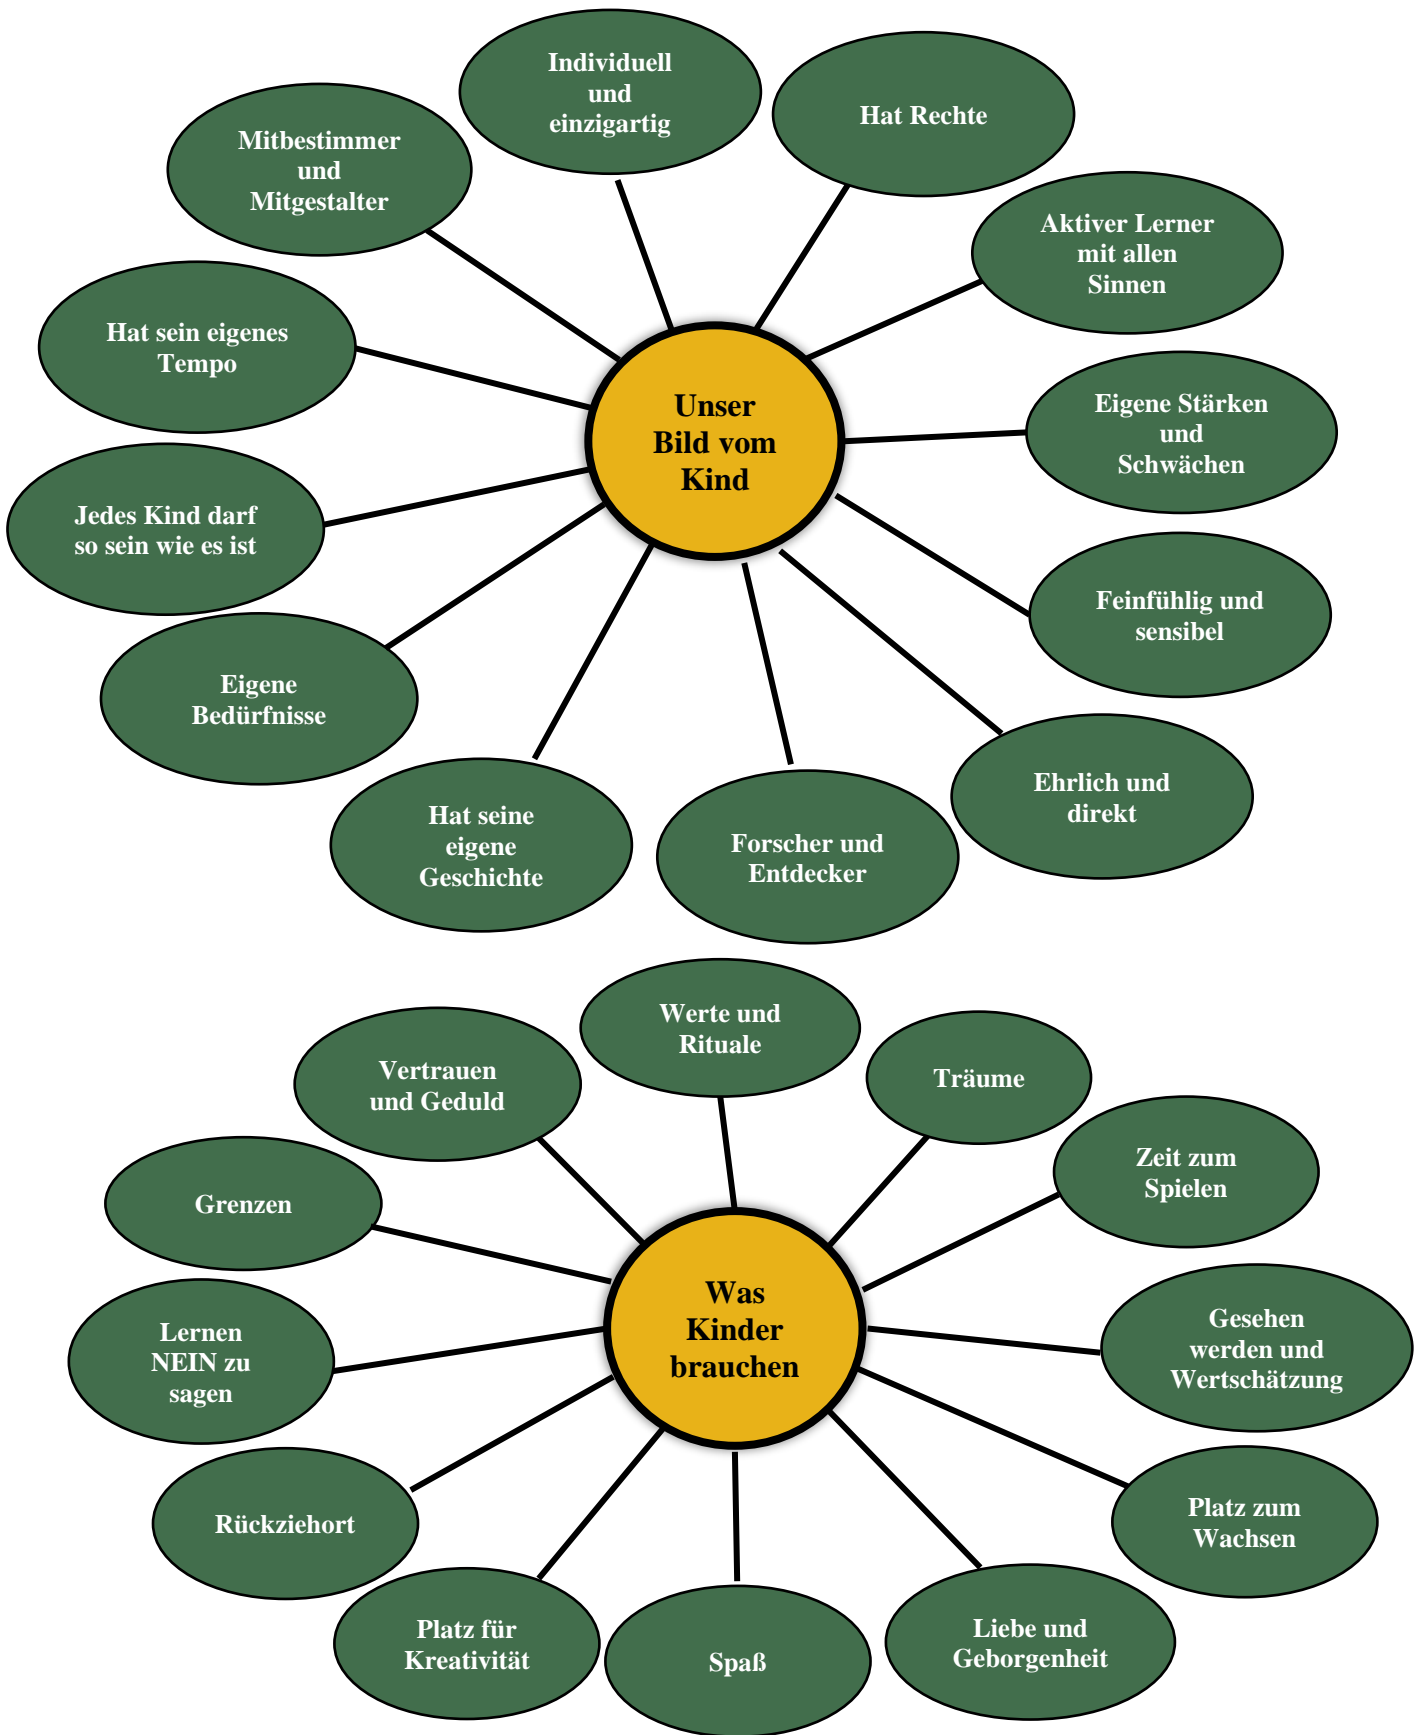 Individuell
und
einzigartig
Hat Rechte
Mitbestimmer
und
Mitgestalter
Aktiver Lerner
mit allen
Sinnen
Hat sein eigenes
Tempo
Unser
Bild vom
Kind
Eigene Stärken
und
Schwächen
Jedes Kind darf
so sein wie es ist
Feinfühlig und
sensibel
Eigene
Bedürfnisse
Ehrlich und
direkt
Hat seine
eigene
Geschichte
Forscher und
Entdecker
Werte und
Rituale
Vertrauen
und Geduld
Träume
Zeit zum
Spielen
Grenzen
Was
Kinder
brauchen
Gesehen
werden und
Wertschätzung
Lernen
NEIN zu
sagen
Rückziehort
Platz zum
Wachsen
Platz für
Kreativität
Spaß
Liebe und
Geborgenheit